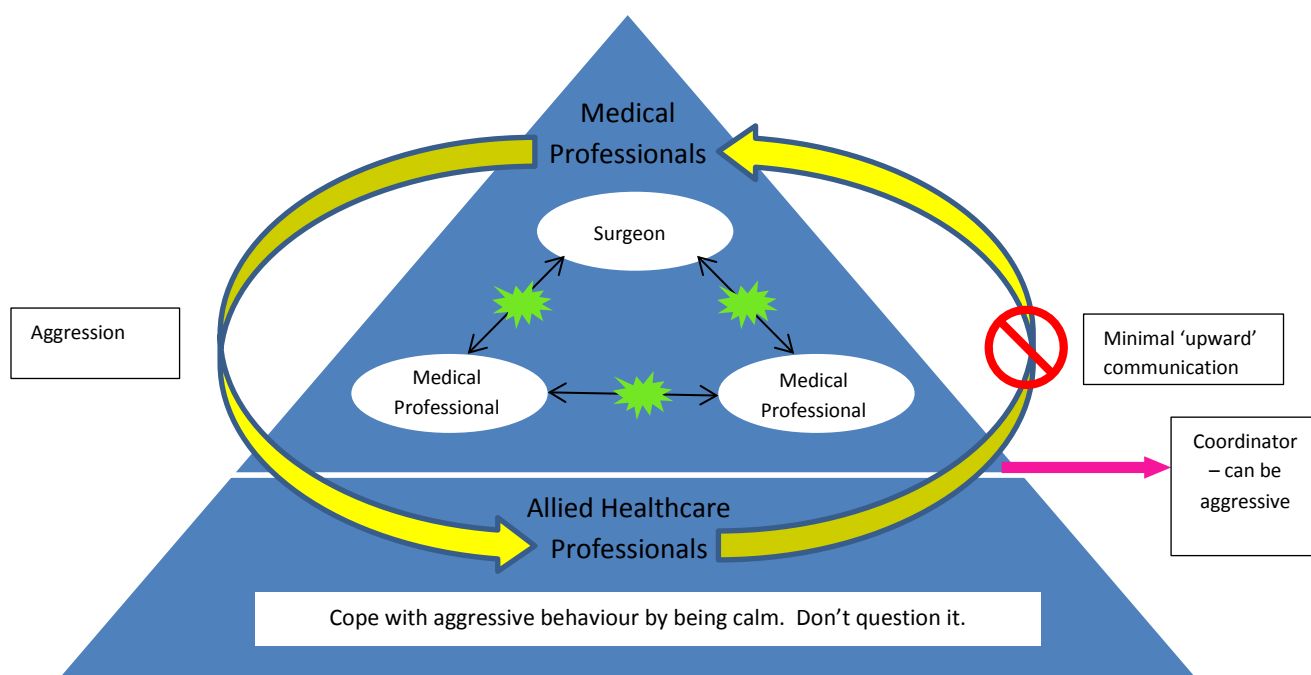 Medical
Professionals
Surgeon
Aggression
Minimal ‘upward’
communication
Medical
Professional
Medical
Professional
Coordinator
– can be
aggressive
Allied Healthcare
Professionals
Cope with aggressive behaviour by being calm.  Don’t question it.